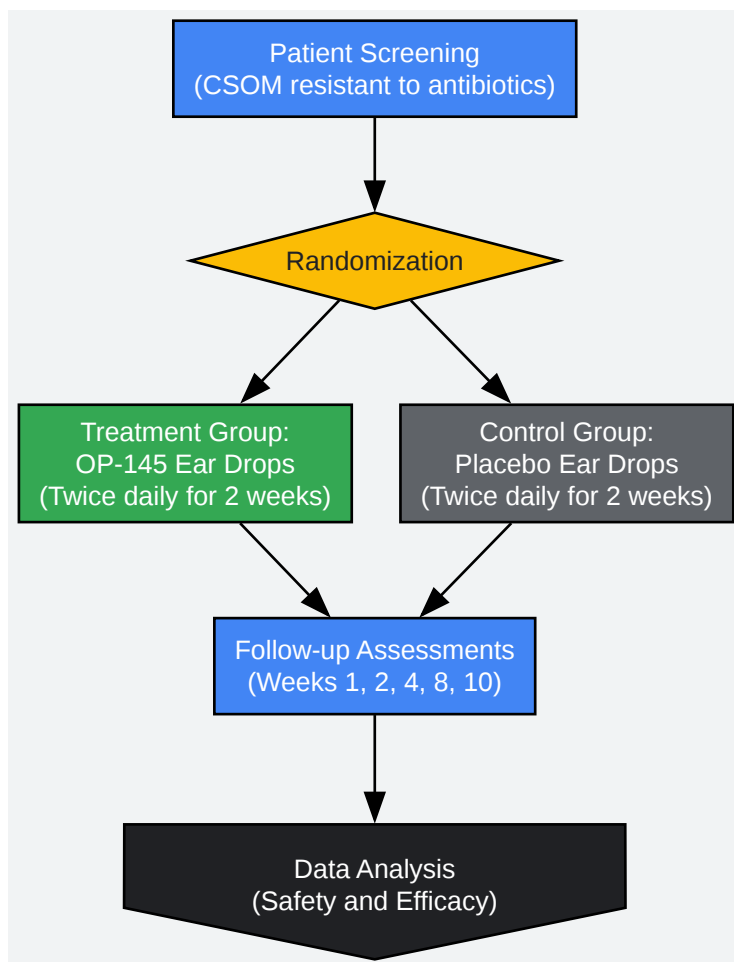 Patient Screening
(CSOM resistant to antibiotics)
Randomization
Treatment Group:
OP-145 Ear Drops
(Twice daily for 2 weeks)
Control Group:
Placebo Ear Drops
(Twice daily for 2 weeks)
Follow-up Assessments
(Weeks 1, 2, 4, 8, 10)
Data Analysis
(Safety and Efficacy)